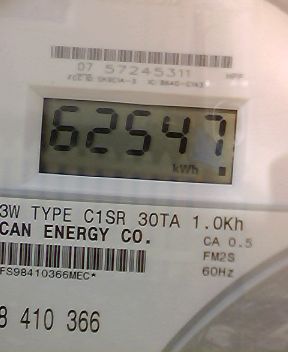 07 57245311
62547
kWh
3W TYPE C1SR 30TA 1.0Kh
CAN ENERGY CO.
CA 0.5
FM2S
60Hz
FS98410366MEC*
8 410 366